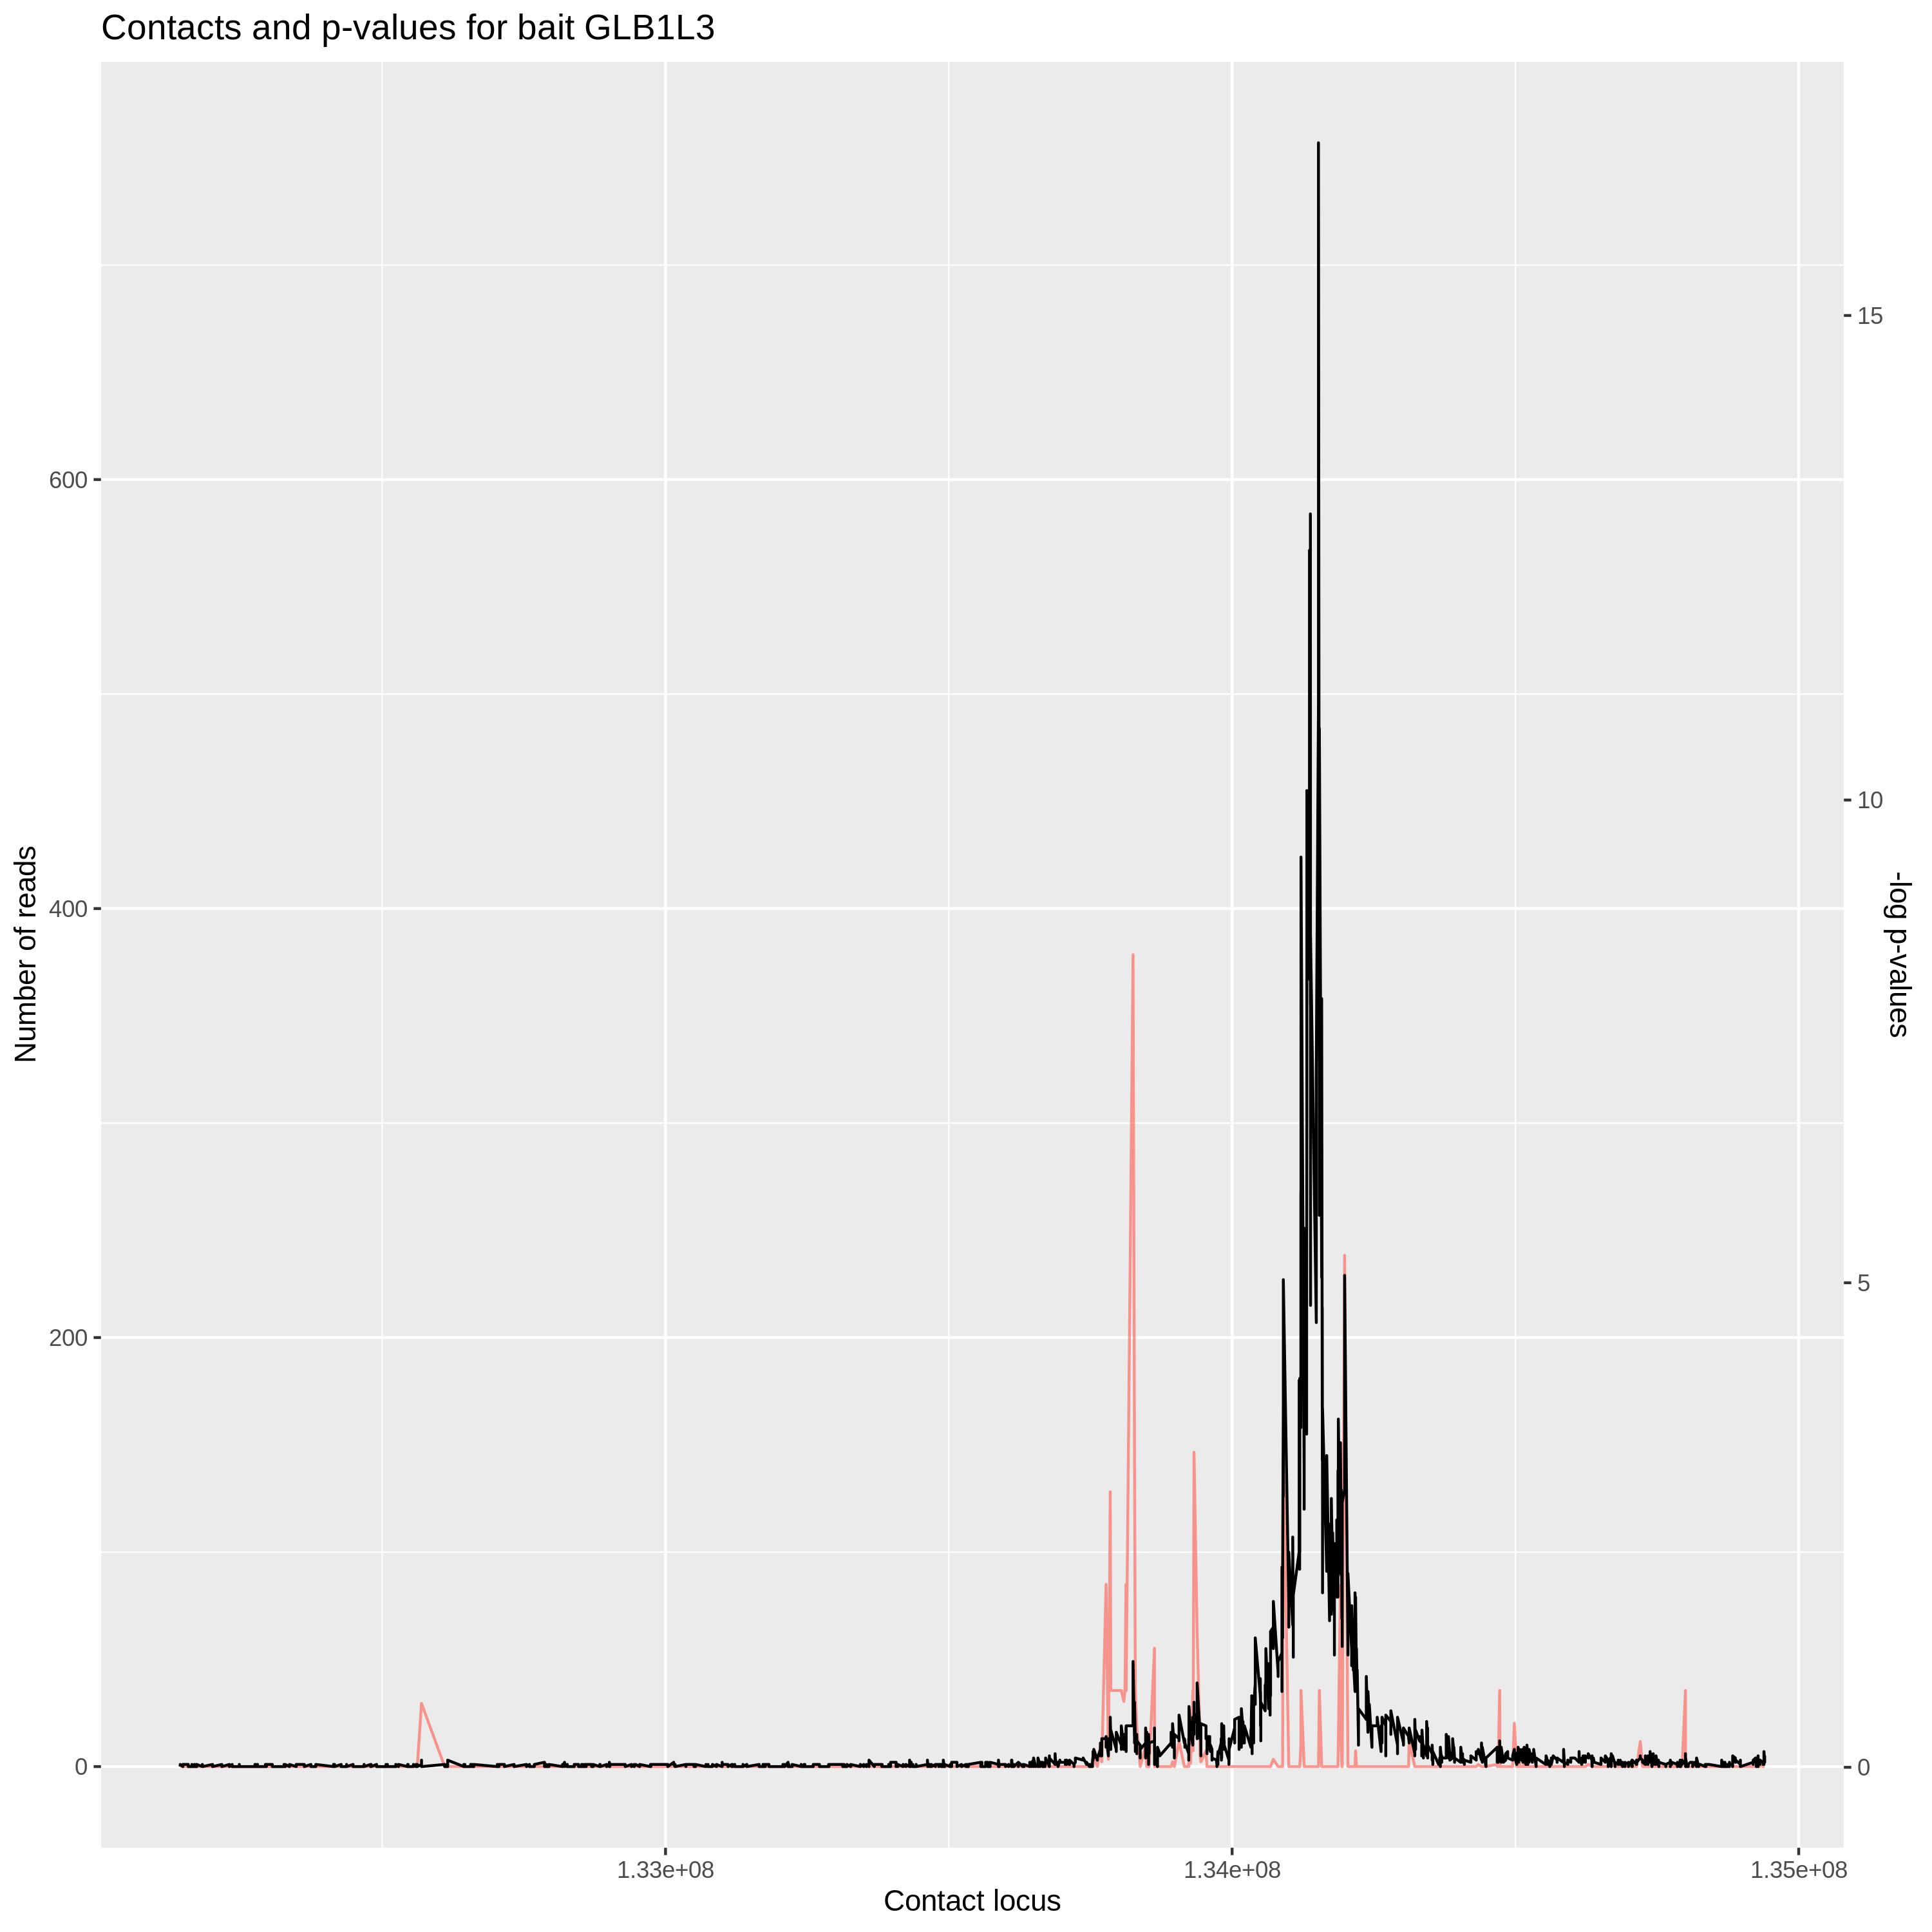 Contacts and p-values for bait GLB1L3
Number of reads
600
400
200
0
15
10
5
0
-log p-values
1.33e+08
1.34e+08
1.35e+08
Contact locus